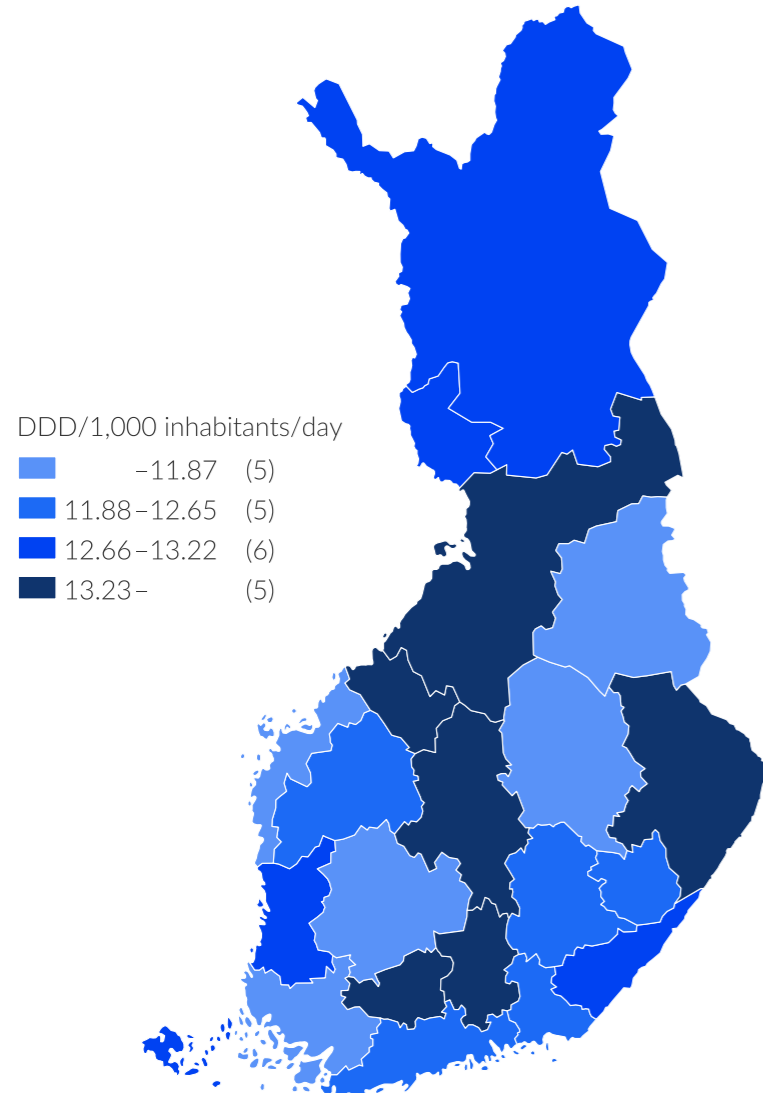 DDD/1,000 inhabitants/day
–11.87 (5)
11.88–12.65 (5)
12.66–13.22 (6)
13.23– (5)